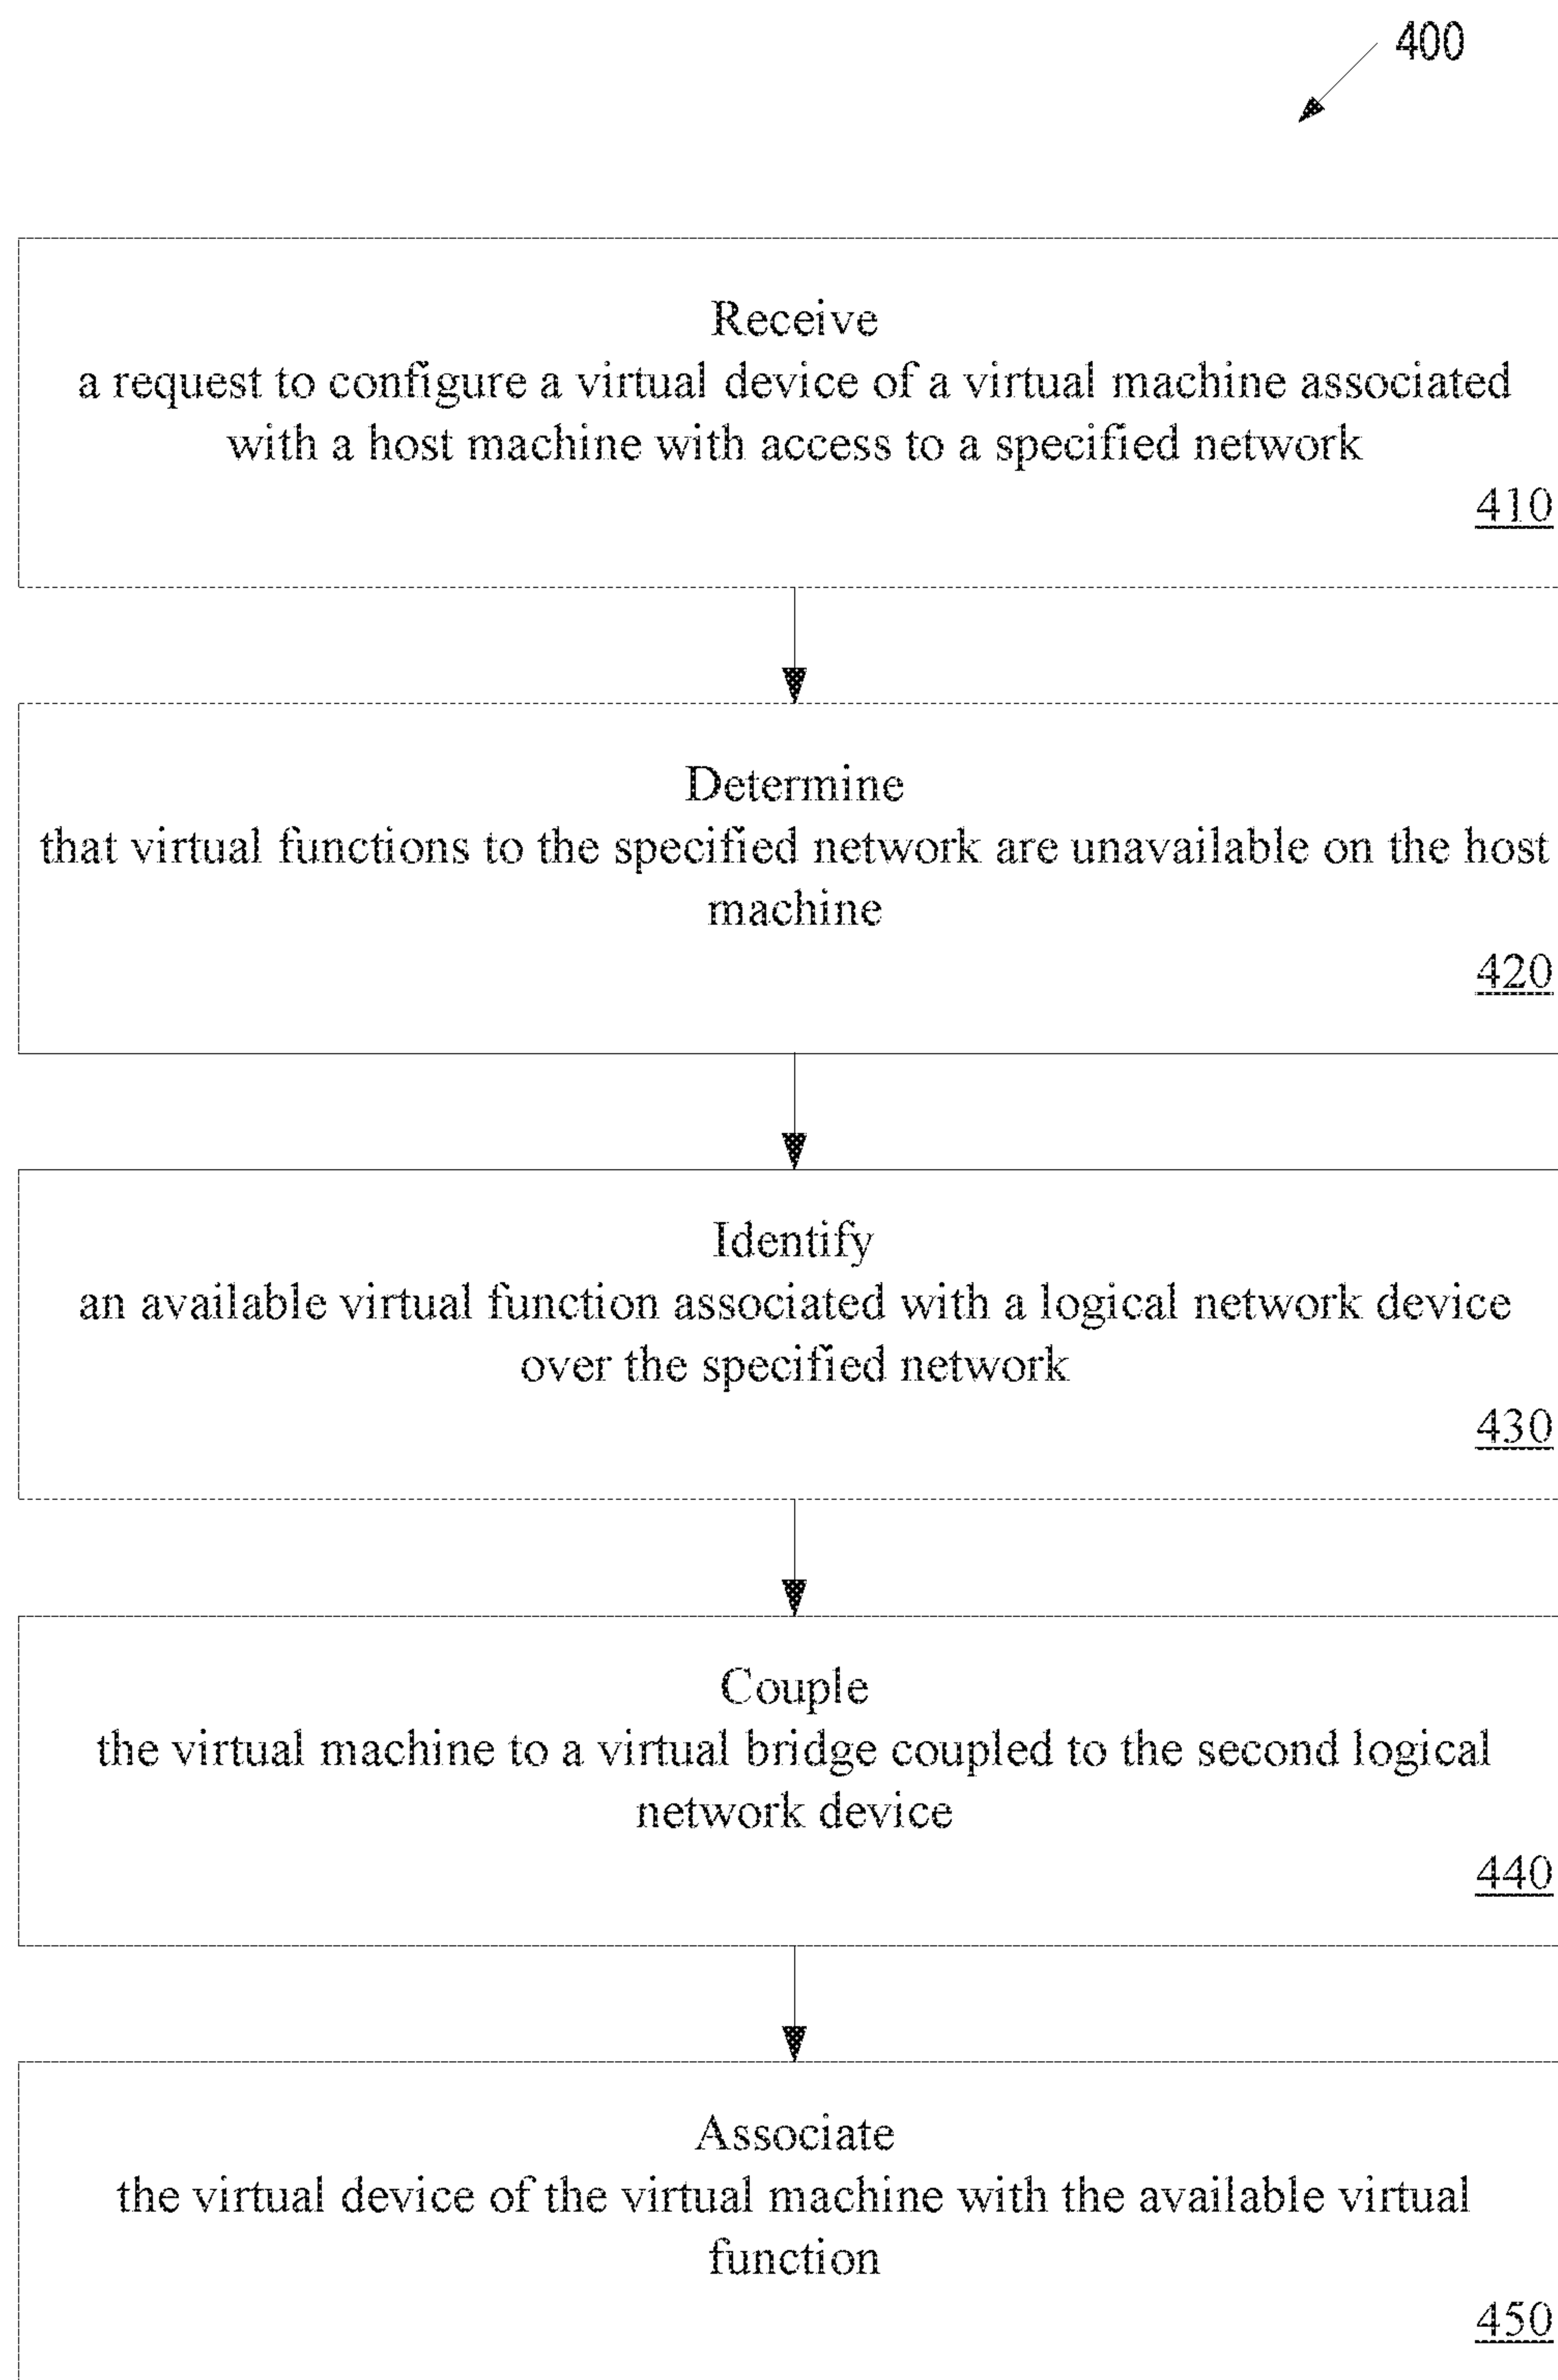 400
Receive
a request to configure a virtual device of a virtual machine associated
with a host machine with access to a specified network
410
Determine
that virtual functions to the specified network are unavailable on the host
machine
420
Identify
an available virtual function associated with a logical network device
over the specified network
430
Couple
the virtual machine to a virtual bridge coupled to the second logical
network device
440
Associate
the virtual device of the virtual machine with the available virtual
function
450